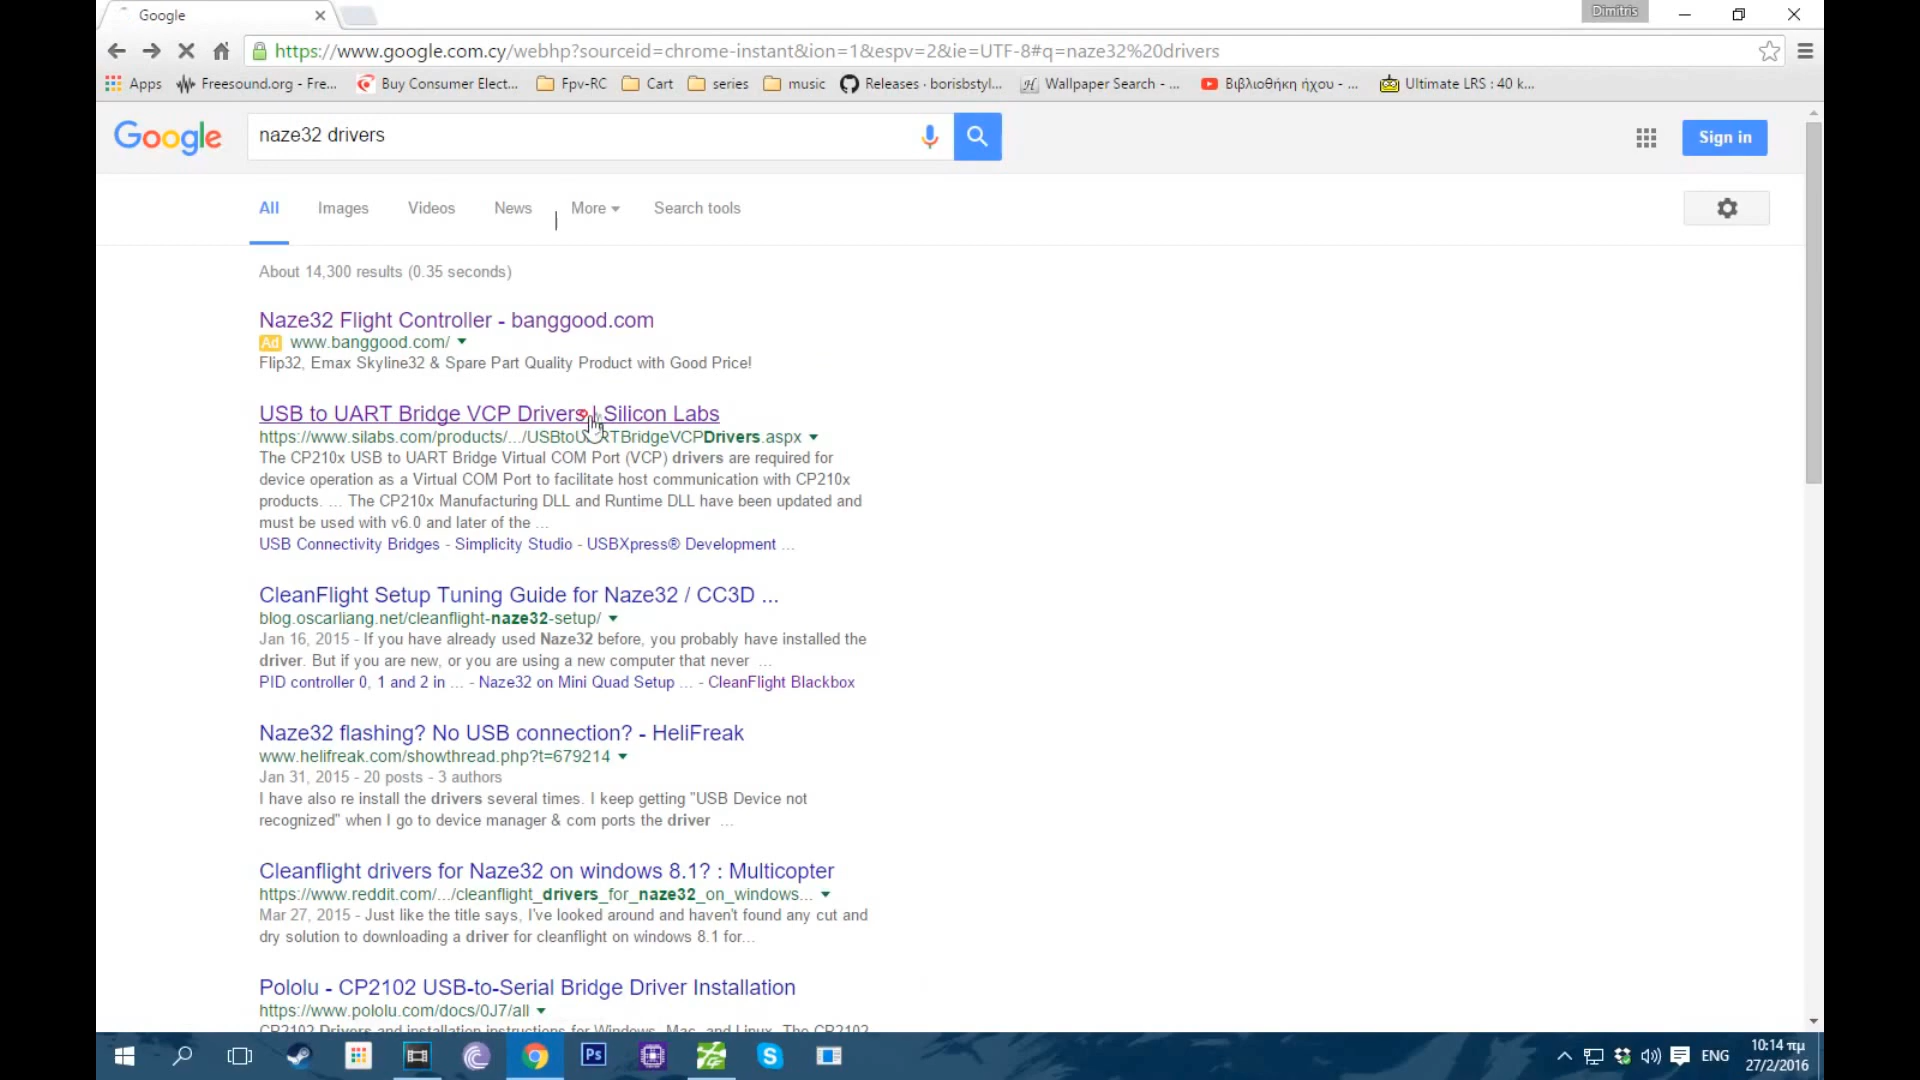 Google
Dimitris
https://www.google.com.cy/webhp?sourceid=chrome-instant&ion=1&espv=2&ie=UTF-8#q=naze32%20drivers
Apps Freesound.org - Fre... Buy Consumer Elect... Fpv-RC Cart series music Releases · borisbstyl... Wallpaper Search - ... Βιβλιοθήκη ήχου - ... Ultimate LRS : 40 k...
Google naze32 drivers Sign in
All Images Videos News More Search tools
About 14,300 results (0.35 seconds)
Naze32 Flight Controller - banggood.com
Ad www.banggood.com/
Flip32, Emax Skyline32 & Spare Part Quality Product with Good Price!
USB to UART Bridge VCP Drivers | Silicon Labs
https://www.silabs.com/products/.../USBtoUARTBridgeVCPDrivers.aspx
The CP210x USB to UART Bridge Virtual COM Port (VCP) drivers are required for
device operation as a Virtual COM Port to facilitate host communication with CP210x
products. ... The CP210x Manufacturing DLL and Runtime DLL have been updated and
must be used with v6.0 and later of the ...
USB Connectivity Bridges - Simplicity Studio - USBXpress® Development ...
CleanFlight Setup Tuning Guide for Naze32 / CC3D ...
blog.oscarliang.net/cleanflight-naze32-setup/
Jan 16, 2015 - If you have already used Naze32 before, you probably have installed the
driver. But if you are new, or you are using a new computer that never ...
PID controller 0, 1 and 2 in ... - Naze32 on Mini Quad Setup ... - CleanFlight Blackbox
Naze32 flashing? No USB connection? - HeliFreak
www.helifreak.com/showthread.php?t=679214
Jan 31, 2015 - 20 posts - 3 authors
I have also re install the drivers several times. I keep getting "USB Device not
recognized" when I go to device manager & com ports the driver ...
Cleanflight drivers for Naze32 on windows 8.1? : Multicopter
https://www.reddit.com/.../cleanflight_drivers_for_naze32_on_windows...
Mar 27, 2015 - Just like the title says, I've looked around and haven't found any cut and
dry solution to downloading a driver for cleanflight on windows 8.1 for...
Pololu - CP2102 USB-to-Serial Bridge Driver Installation
https://www.pololu.com/docs/0J7/all
CP2102 Drivers and installation instructions for Windows, Mac, and Linux. The CP2102
Ps
ENG
10:14 πμ
27/2/2016